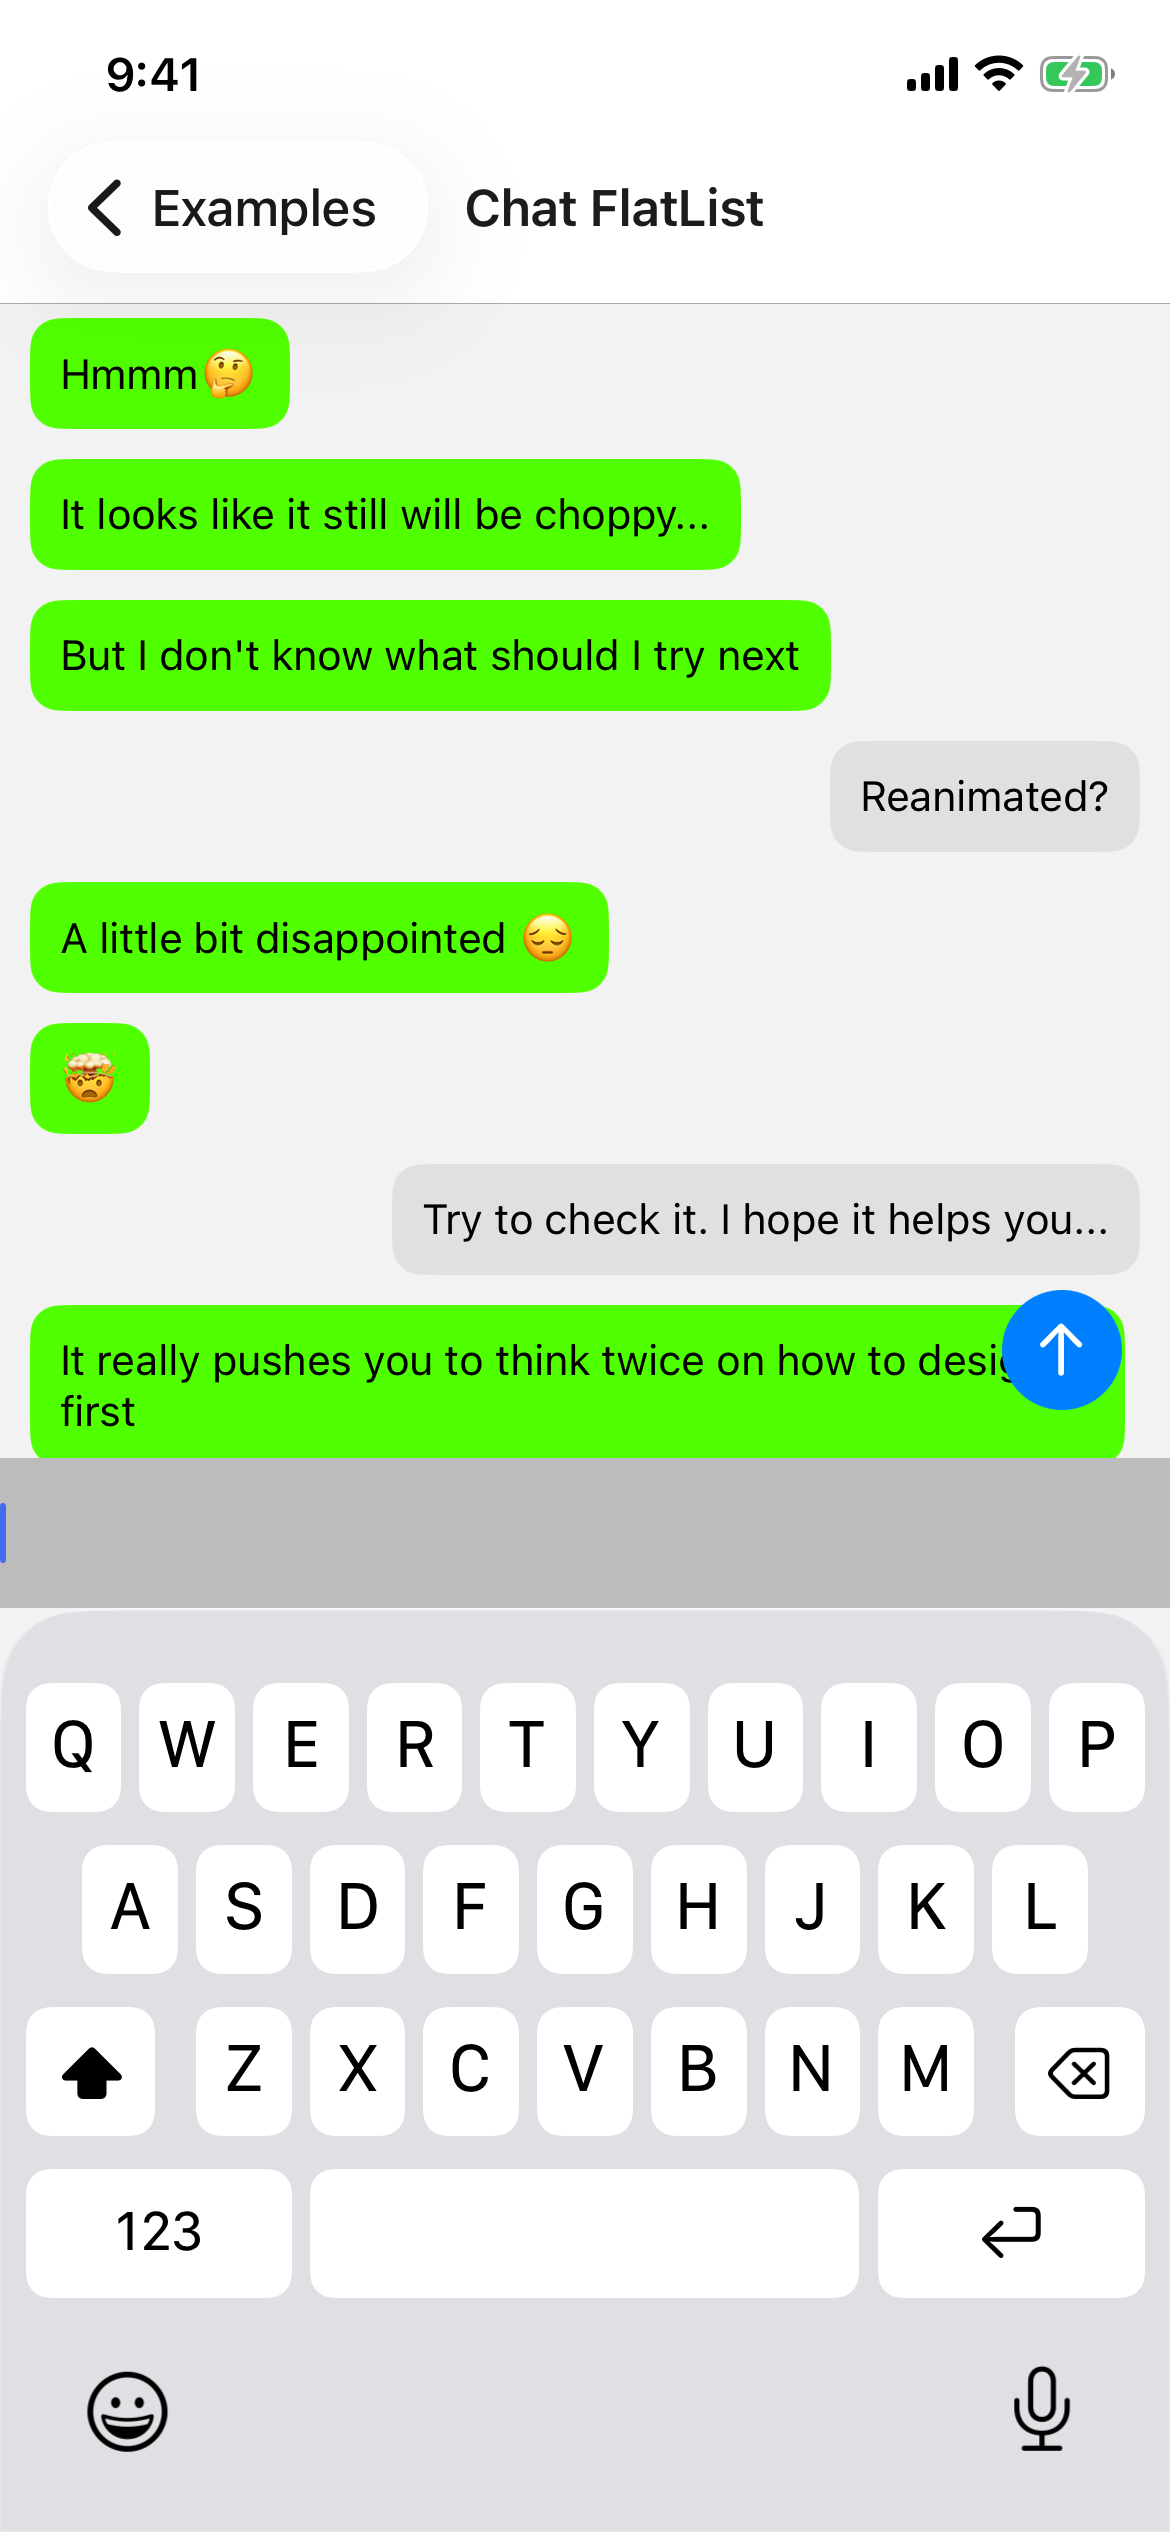 9:41
Examples
Chat FlatList
Hmmm🤔
It looks like it still will be choppy...
But I don't know what should I try next
Reanimated?
A little bit disappointed 😔
🤯
Try to check it. I hope it helps you...
It really pushes you to think twice on how to
first
Q W E R T Y U I O P
A S D F G H J K L
Z X C V B N M
123